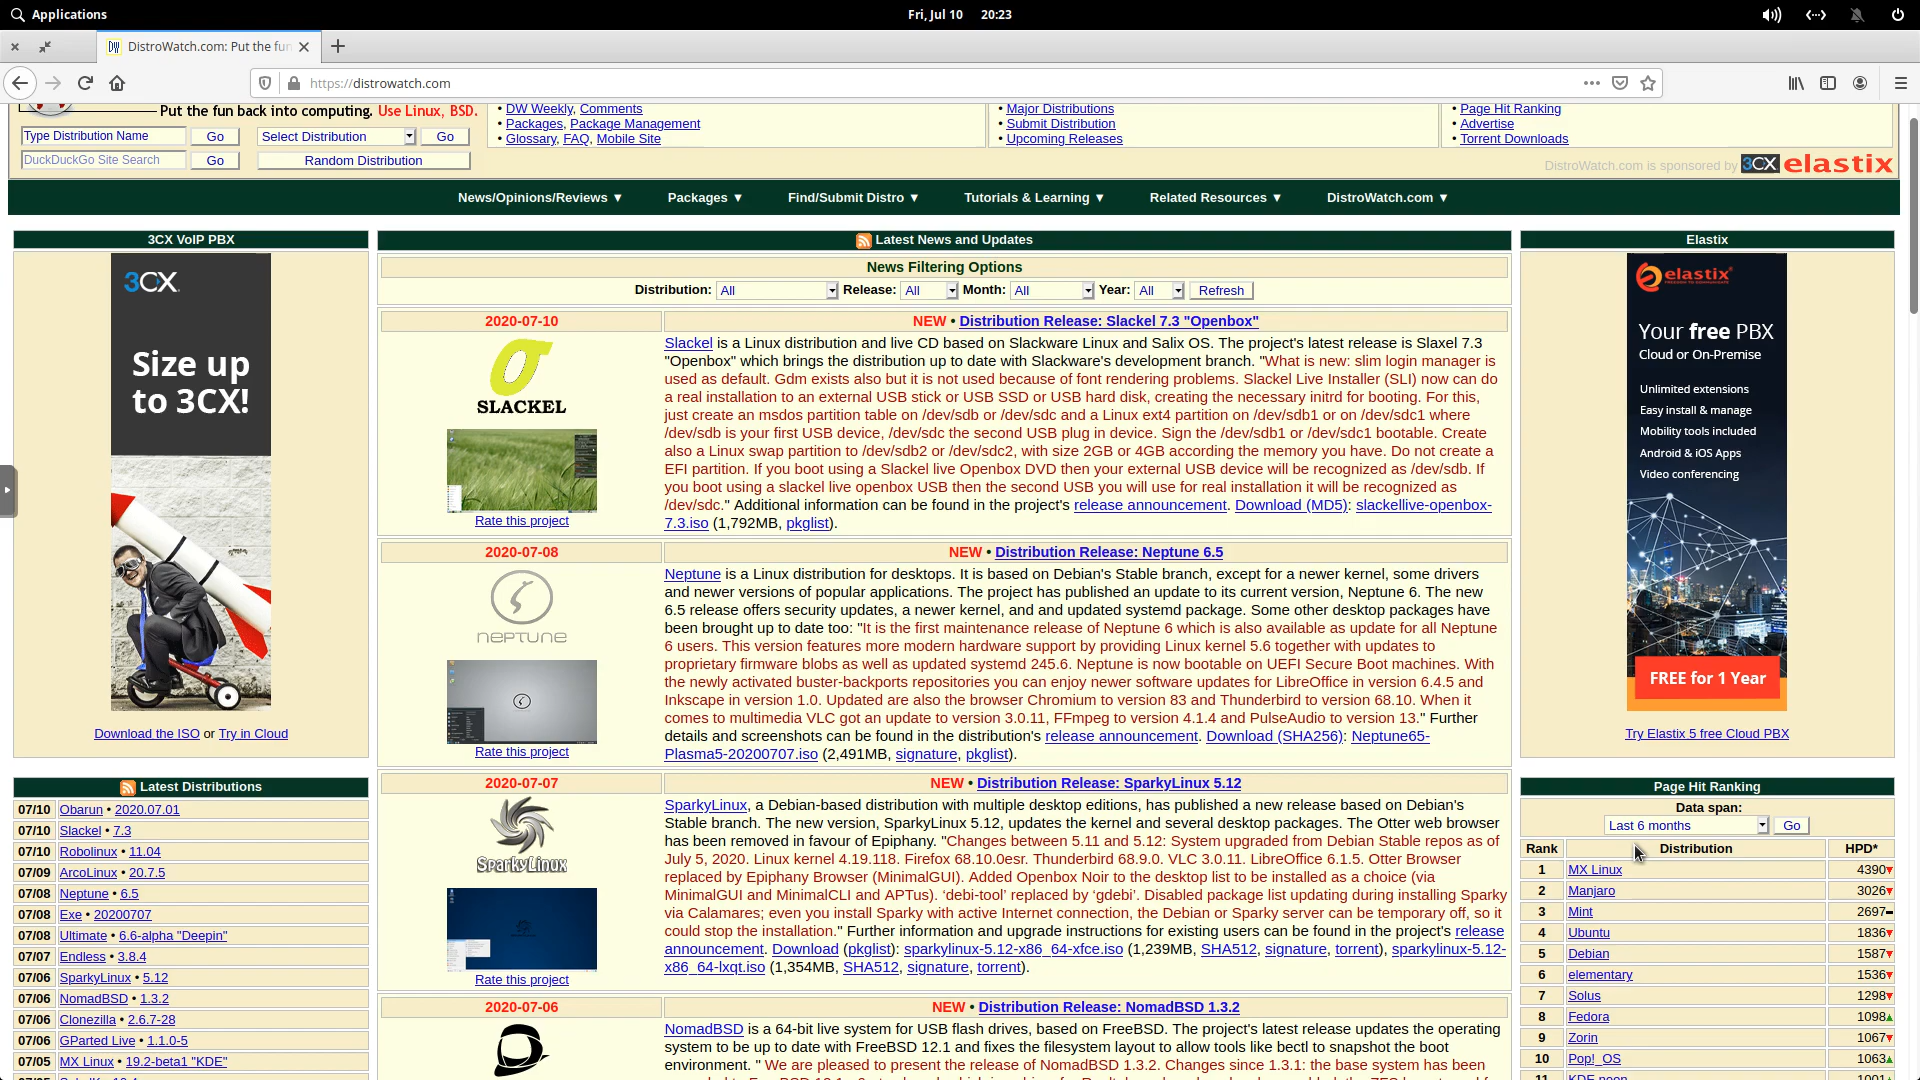 Applications
Fri, Jul 10 20:23
DistroWatch.com: Put the fun
https://distrowatch.com
Put the fun back into computing. Use Linux, BSD.
Type Distribution Name Go Select Distribution Go
DuckDuckGo Site Search Go Random Distribution
• DW Weekly, Comments
• Packages, Package Management
• Glossary, FAQ, Mobile Site
• Major Distributions
• Submit Distribution
• Upcoming Releases
• Page Hit Ranking
• Advertise
• Torrent Downloads
DistroWatch.com is sponsored by 3CX elastix
News/Opinions/Reviews ▼ Packages ▼ Find/Submit Distro ▼ Tutorials & Learning ▼ Related Resources ▼ DistroWatch.com ▼
3CX VoIP PBX
3CX
Size up
to 3CX!
Download the ISO or Try in Cloud
Latest Distributions
07/10 Obarun • 2020.07.01
07/10 Slackel • 7.3
07/10 Robolinux • 11.04
07/09 ArcoLinux • 20.7.5
07/08 Neptune • 6.5
07/08 Exe • 20200707
07/08 Ultimate • 6.6-alpha "Deepin"
07/07 Endless • 3.8.4
07/06 SparkyLinux • 5.12
07/06 NomadBSD • 1.3.2
07/06 Clonezilla • 2.6.7-28
07/06 GParted Live • 1.1.0-5
07/05 MX Linux • 19.2-beta1 "KDE"
Latest News and Updates
News Filtering Options
Distribution: All Release: All Month: All Year: All Refresh
2020-07-10
NEW • Distribution Release: Slackel 7.3 "Openbox"
SLACKEL
Rate this project
Slackel is a Linux distribution and live CD based on Slackware Linux and Salix OS. The project's latest release is Slaxel 7.3
"Openbox" which brings the distribution up to date with Slackware's development branch. "What is new: slim login manager is
used as default. Gdm exists also but it is not used because of font rendering problems. Slackel Live Installer (SLI) now can do
a real installation to an external USB stick or USB SSD or USB hard disk, creating the necessary initrd for booting. For this,
just create an msdos partition table on /dev/sdb or /dev/sdc and a Linux ext4 partition on /dev/sdb1 or on /dev/sdc1 where
/dev/sdb is your first USB device, /dev/sdc the second USB plug in device. Sign the /dev/sdb1 or /dev/sdc1 bootable. Create
also a Linux swap partition to /dev/sdb2 or /dev/sdc2, with size 2GB or 4GB according the memory you have. Do not create a
EFI partition. If you boot using a Slackel live Openbox DVD then your external USB device will be recognized as /dev/sdb. If
you boot using a slackel live openbox USB then the second USB you will use for real installation it will be recognized as
/dev/sdc." Additional information can be found in the project's release announcement. Download (MD5): slackellive-openbox-
7.3.iso (1,792MB, pkglist).
2020-07-08
NEW • Distribution Release: Neptune 6.5
NEPTUNE
Rate this project
Neptune is a Linux distribution for desktops. It is based on Debian's Stable branch, except for a newer kernel, some drivers
and newer versions of popular applications. The project has published an update to its current version, Neptune 6. The new
6.5 release offers security updates, a newer kernel, and and updated systemd package. Some other desktop packages have
been brought up to date too: "It is the first maintenance release of Neptune 6 which is also available as update for all Neptune
6 users. This version features more modern hardware support by providing Linux kernel 5.6 together with updates to
proprietary firmware blobs as well as updated systemd 245.6. Neptune is now bootable on UEFI Secure Boot machines. With
the newly activated buster-backports repositories you can enjoy newer software updates for LibreOffice in version 6.4.5 and
Inkscape in version 1.0. Updated are also the browser Chromium to version 83 and Thunderbird to version 68.10. When it
comes to multimedia VLC got an update to version 3.0.11, FFmpeg to version 4.1.4 and PulseAudio to version 13." Further
details and screenshots can be found in the distribution's release announcement. Download (SHA256): Neptune65-
Plasma5-20200707.iso (2,491MB, signature, pkglist).
2020-07-07
NEW • Distribution Release: SparkyLinux 5.12
SparkyLinux
Rate this project
SparkyLinux, a Debian-based distribution with multiple desktop editions, has published a new release based on Debian's
Stable branch. The new version, SparkyLinux 5.12, updates the kernel and several desktop packages. The Otter web browser
has been removed in favour of Epiphany. "Changes between 5.11 and 5.12: System upgraded from Debian Stable repos as of
July 5, 2020. Linux kernel 4.19.118. Firefox 68.10.0esr. Thunderbird 68.9.0. VLC 3.0.11. LibreOffice 6.1.5. Otter Browser
replaced by Epiphany Browser (MinimalGUI). Added Openbox Noir to the desktop list to be installed as a choice (via
MinimalGUI and MinimalCLI and APTus). ‘debi-tool’ replaced by ‘gdebi’. Disabled package list updating during installing Sparky
via Calamares; even you install Sparky with active Internet connection, the Debian or Sparky server can be temporary off, so it
could stop the installation." Further information and upgrade instructions for existing users can be found in the project's release
announcement. Download (pkglist): sparkylinux-5.12-x86_64-xfce.iso (1,239MB, SHA512, signature, torrent), sparkylinux-5.12-
x86_64-lxqt.iso (1,354MB, SHA512, signature, torrent).
2020-07-06
NEW • Distribution Release: NomadBSD 1.3.2
NomadBSD is a 64-bit live system for USB flash drives, based on FreeBSD. The project's latest release updates the operating
system to be up to date with FreeBSD 12.1 and fixes the filesystem layout to allow tools like bectl to snapshot the boot
environment. " We are pleased to present the release of NomadBSD 1.3.2. Changes since 1.3.1: the base system has been
Elastix
elastix
Your free PBX
Cloud or On-Premise
Unlimited extensions
Easy install & manage
Mobility tools included
Android & iOS Apps
Video conferencing
FREE for 1 Year
Try Elastix 5 free Cloud PBX
Page Hit Ranking
Data span:
Last 6 months Go
Rank Distribution HPD*
1 MX Linux 4390
2 Manjaro 3026
3 Mint 2697
4 Ubuntu 1836
5 Debian 1587
6 elementary 1536
7 Solus 1298
8 Fedora 1098
9 Zorin 1067
10 Pop!_OS 1063
11 KDE neon 1001